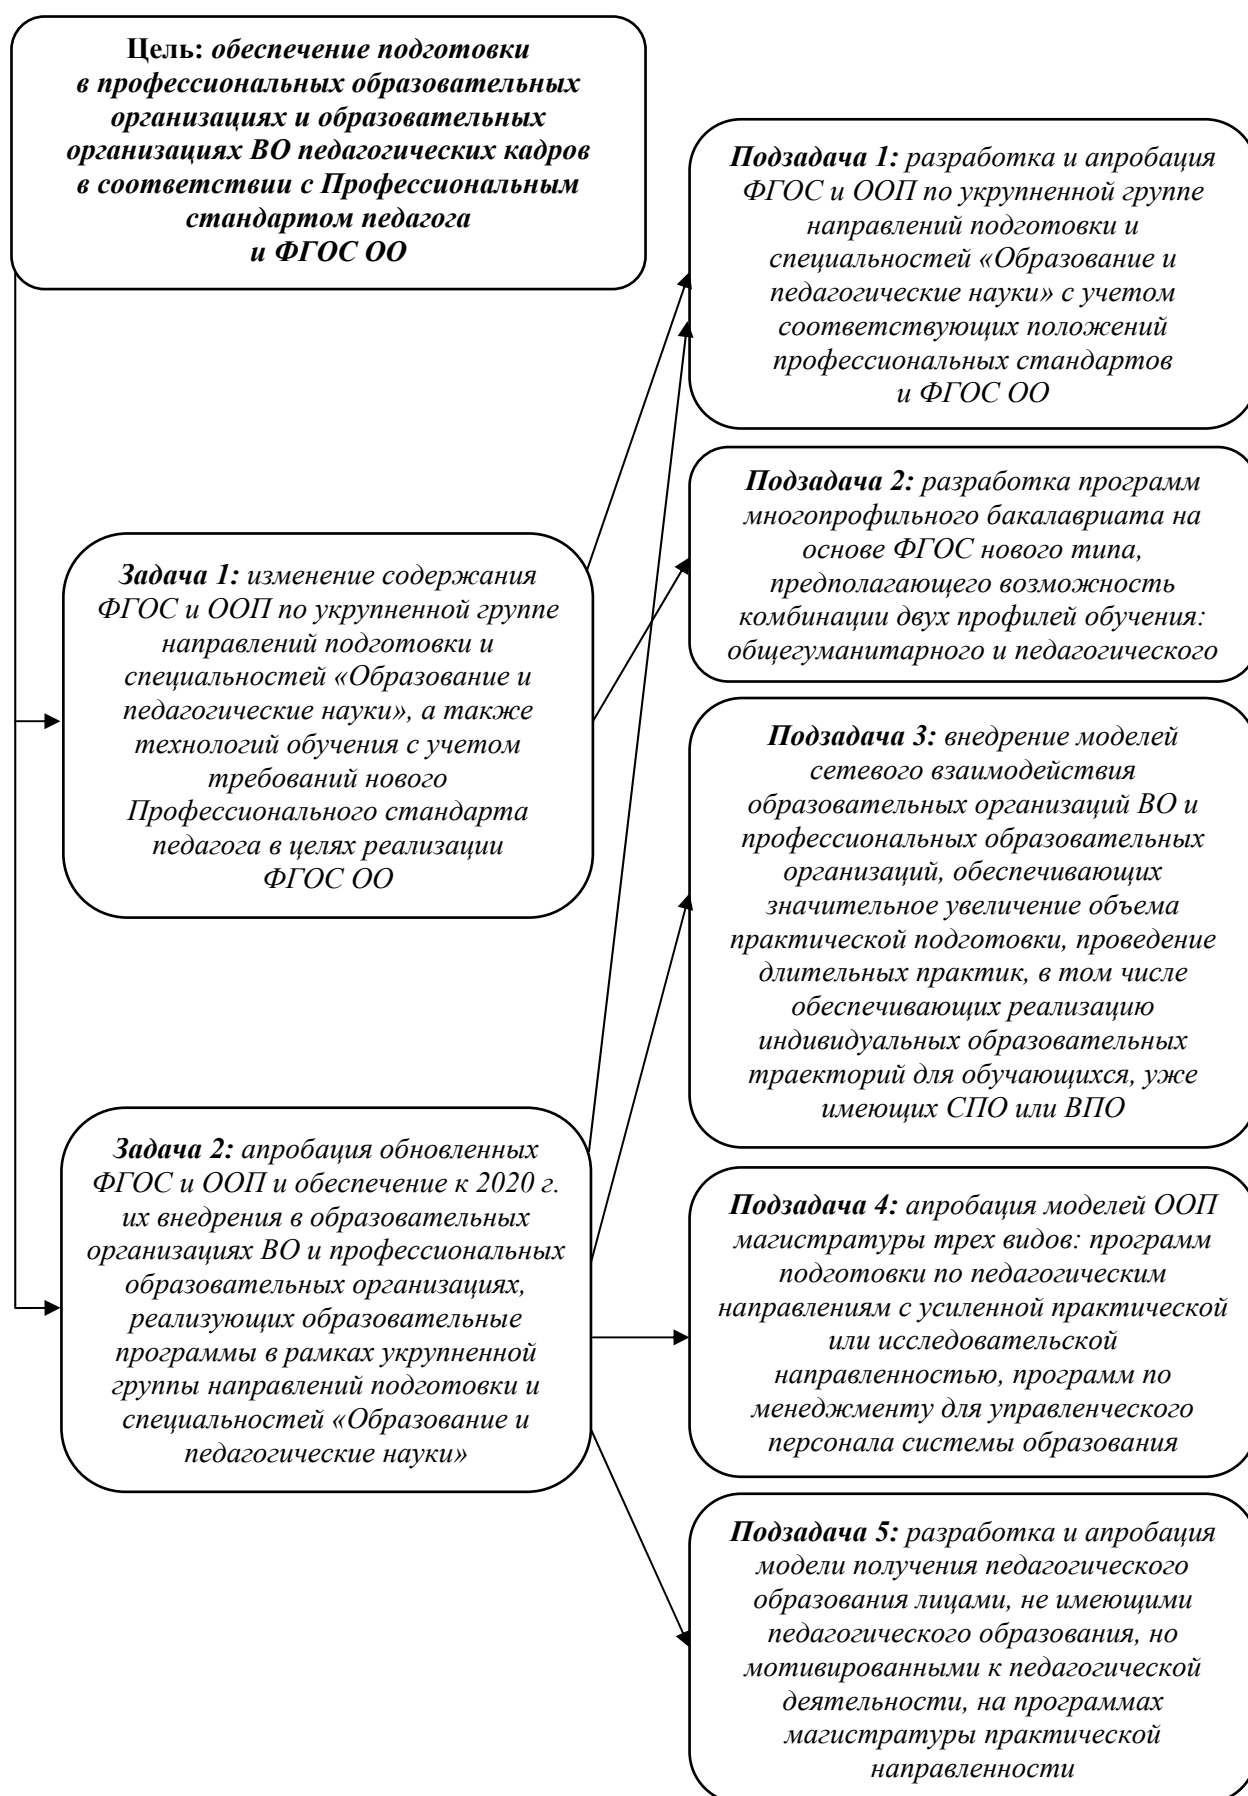 Цель: обеспечение подготовки
в профессиональных образовательных
организациях и образовательных
организациях ВО педагогических кадров
в соответствии с Профессиональным
стандартом педагога
и ФГОС ОО
Задача 1: изменение содержания
ФГОС и ООП по укрупненной группе
направлений подготовки и
специальностей «Образование и
педагогические науки», а также
технологий обучения с учетом
требований нового
Профессионального стандарта
педагога в целях реализации
ФГОС ОО
Задача 2: апробация обновленных
ФГОС и ООП и обеспечение к 2020 г.
их внедрения в образовательных
организациях ВО и профессиональных
образовательных организациях,
реализующих образовательные
программы в рамках укрупненной
группы направлений подготовки и
специальностей «Образование и
педагогические науки»
Подзадача 1: разработка и апробация
ФГОС и ООП по укрупненной группе
направлений подготовки и
специальностей «Образование и
педагогические науки» с учетом
соответствующих положений
профессиональных стандартов
и ФГОС ОО
Подзадача 2: разработка программ
многопрофильного бакалавриата на
основе ФГОС нового типа,
предполагающего возможность
комбинации двух профилей обучения:
общегуманитарного и педагогического
Подзадача 3: внедрение моделей
сетевого взаимодействия
образовательных организаций ВО и
профессиональных образовательных
организаций, обеспечивающих
значительное увеличение объема
практической подготовки, проведение
длительных практик, в том числе
обеспечивающих реализацию
индивидуальных образовательных
траекторий для обучающихся, уже
имеющих СПО или ВПО
Подзадача 4: апробация моделей ООП
магистратуры трех видов: программ
подготовки по педагогическим
направлениям с усиленной практической
или исследовательской
направленностью, программ по
менеджменту для управленческого
персонала системы образования
Подзадача 5: разработка и апробация
модели получения педагогического
образования лицами, не имеющими
педагогического образования, но
мотивированными к педагогической
деятельности, на программах
магистратуры практической
направленности